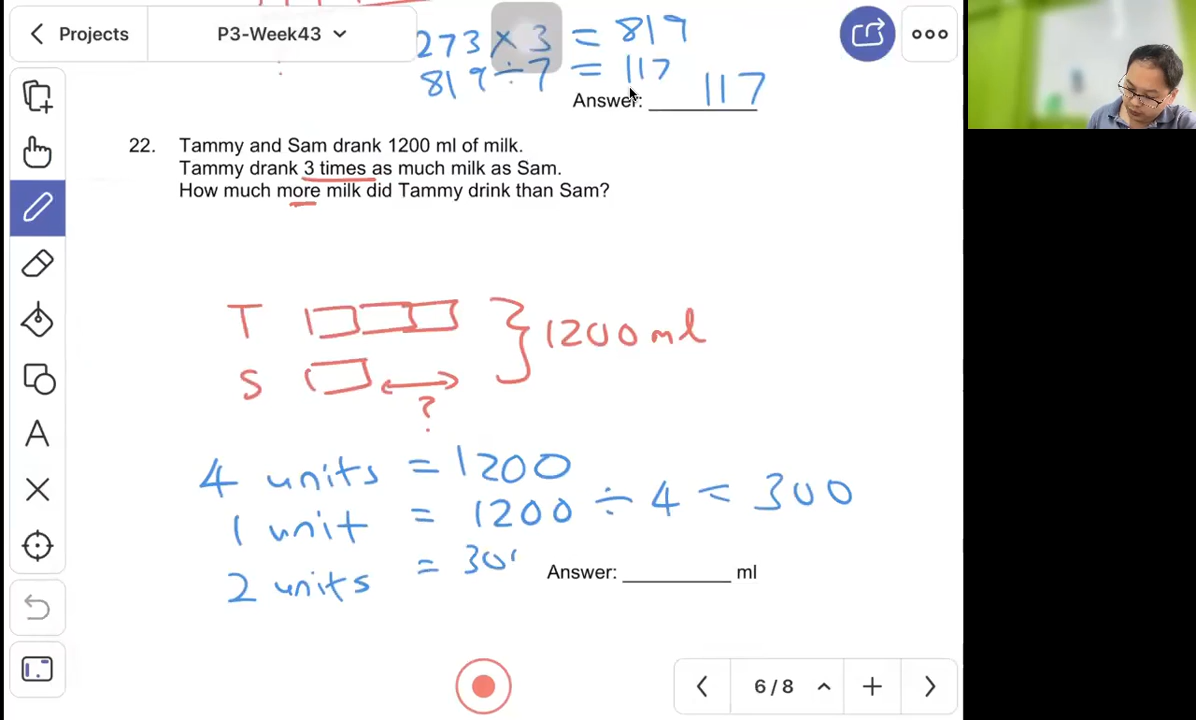 Projects
P3-Week43
273 × 3 = 819
819 ÷ 7 = 117
Answer: 117
22. Tammy and Sam drank 1200 ml of milk.
Tammy drank 3 times as much milk as Sam.
How much more milk did Tammy drink than Sam?
T
1200 ml
S
?
4 units = 1200
1 unit = 1200 ÷ 4 = 300
2 units = 300
Answer: ________ ml
A
6 / 8